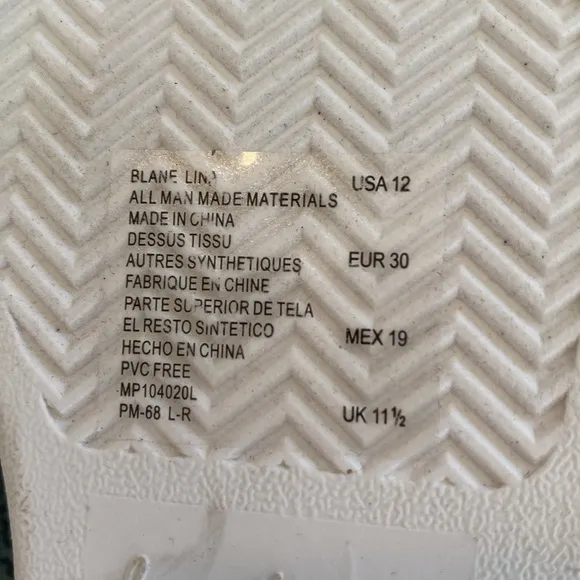 BLANE LINA
ALL MAN MADE MATERIALS
MADE IN CHINA
DESSUS TISSU
AUTRES SYNTHETIQUES
FABRIQUE EN CHINE
PARTE SUPERIOR DE TELA
EL RESTO SINTETICO
HECHO EN CHINA
PVC FREE
MP104020L
PM-68 L-R
USA 12
EUR 30
MEX 19
UK 11½